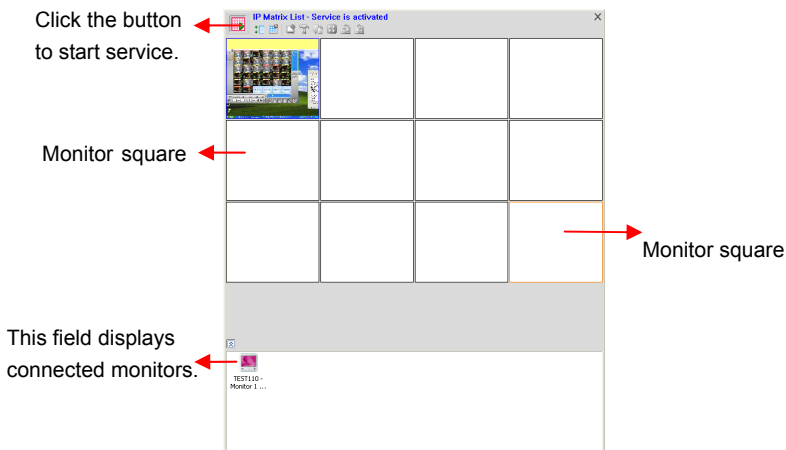 Click the button
to start service.
IP Matrix List - Service is activated
Monitor square
Monitor square
This field displays
connected monitors.
TEST110 -
Monitor 1 ...